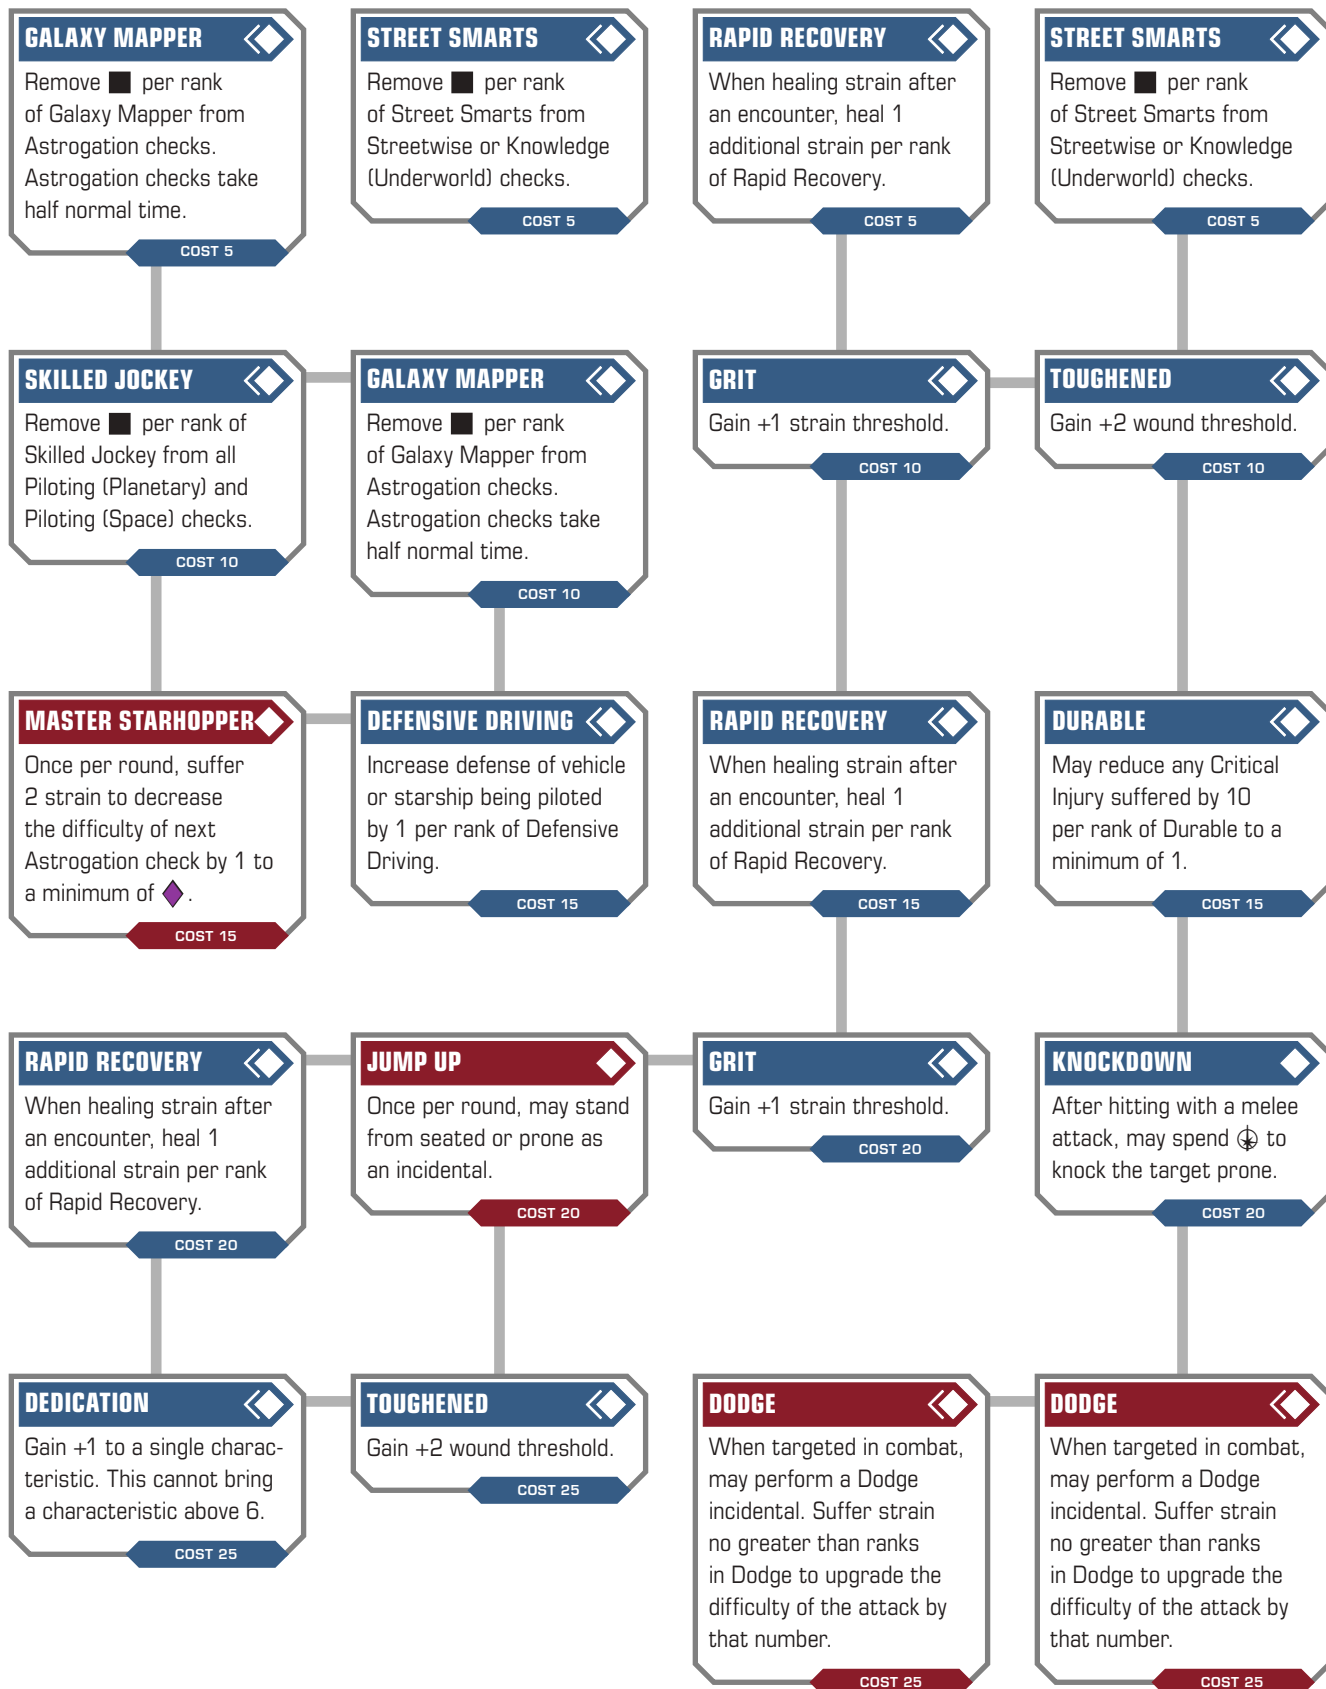 GALAXY MAPPER
Remove per rank
of Galaxy Mapper from
Astrogation checks.
Astrogation checks take
half normal time.
COST 5
STREET SMARTS
Remove per rank
of Street Smarts from
Streetwise or Knowledge
(Underworld) checks.
COST 5
RAPID RECOVERY
When healing strain after
an encounter, heal 1
additional strain per rank
of Rapid Recovery.
COST 5
STREET SMARTS
Remove per rank
of Street Smarts from
Streetwise or Knowledge
(Underworld) checks.
COST 5
SKILLED JOCKEY
Remove per rank of
Skilled Jockey from all
Piloting (Planetary) and
Piloting (Space) checks.
COST 10
GALAXY MAPPER
Remove per rank
of Galaxy Mapper from
Astrogation checks.
Astrogation checks take
half normal time.
COST 10
GRIT
Gain +1 strain threshold.
COST 10
TOUGHENED
Gain +2 wound threshold.
COST 10
MASTER STARHOPPER
Once per round, suffer
2 strain to decrease
the difficulty of next
Astrogation check by 1 to
a minimum of .
COST 15
DEFENSIVE DRIVING
Increase defense of vehicle
or starship being piloted
by 1 per rank of Defensive
Driving.
COST 15
RAPID RECOVERY
When healing strain after
an encounter, heal 1
additional strain per rank
of Rapid Recovery.
COST 15
DURABLE
May reduce any Critical
Injury suffered by 10
per rank of Durable to a
minimum of 1.
COST 15
RAPID RECOVERY
When healing strain after
an encounter, heal 1
additional strain per rank
of Rapid Recovery.
COST 20
JUMP UP
Once per round, may stand
from seated or prone as
an incidental.
COST 20
GRIT
Gain +1 strain threshold.
COST 20
KNOCKDOWN
After hitting with a melee
attack, may spend to
knock the target prone.
COST 20
DEDICATION
Gain +1 to a single charac-
teristic. This cannot bring
a characteristic above 6.
COST 25
TOUGHENED
Gain +2 wound threshold.
COST 25
DODGE
When targeted in combat,
may perform a Dodge
incidental. Suffer strain
no greater than ranks
in Dodge to upgrade the
difficulty of the attack by
that number.
COST 25
DODGE
When targeted in combat,
may perform a Dodge
incidental. Suffer strain
no greater than ranks
in Dodge to upgrade the
difficulty of the attack by
that number.
COST 25